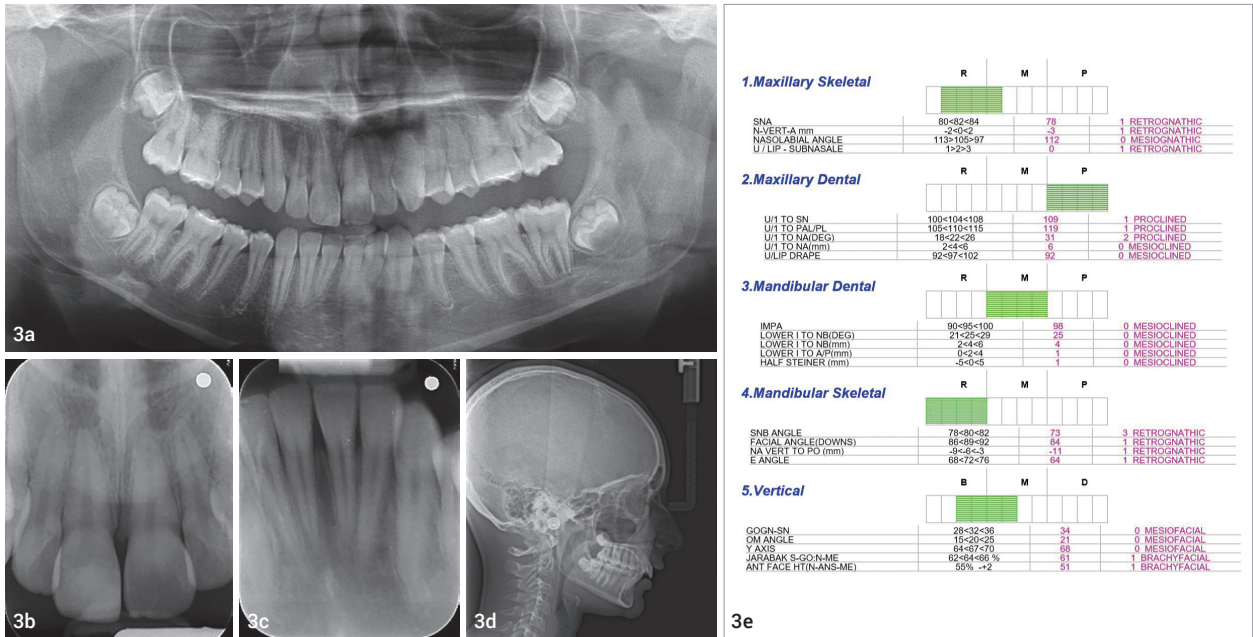 R M P
1.Maxillary Skeletal
SNA 80<82<84 78 1 RETROGNATHIC
N-VERT-A mm -2<0<2 -3 1 RETROGNATHIC
NASOLABIAL ANGLE 113>105>97 112 0 MESIOGNATHIC
U / LIP - SUBNASALE 1>2>3 0 1 RETROGNATHIC
R M P
2.Maxillary Dental
U/1 TO SN 100<104<108 109 1 PROCLINED
U/1 TO PAL/PL 105<110<115 119 1 PROCLINED
U/1 TO NA(DEG) 18<22<26 31 2 PROCLINED
U/1 TO NA(mm) 2<4<6 6 0 MESIOCLINED
U/LIP DRAPE 92<97<102 92 0 MESIOCLINED
R M P
3.Mandibular Dental
IMPA 90<95<100 98 0 MESIOCLINED
LOWER I TO NB(DEG) 21<25<29 25 0 MESIOCLINED
LOWER I TO NB(mm) 2<4<6 4 0 MESIOCLINED
LOWER I TO A/P(mm) 0<2<4 1 0 MESIOCLINED
HALF STEINER (mm) -5<0<5 1 0 MESIOCLINED
R M P
4.Mandibular Skeletal
SNB ANGLE 78<80<82 73 3 RETROGNATHIC
FACIAL ANGLE(DOWNS) 86<89<92 84 1 RETROGNATHIC
NA VERT TO PO (mm) -9<-6<-3 -11 1 RETROGNATHIC
E ANGLE 68<72<76 64 1 RETROGNATHIC
B M D
5.Vertical
GOGN-SN 28<32<36 34 0 MESIOFACIAL
OM ANGLE 15<20<25 21 0 MESIOFACIAL
Y AXIS 64<67<70 68 0 MESIOFACIAL
JARABAK S-GO:N-ME 62<64<66 % 61 1 BRACHYFACIAL
ANT FACE HT(N-ANS-ME) 55% -+2 51 1 BRACHYFACIAL
3a
3b
3c
3d
3e